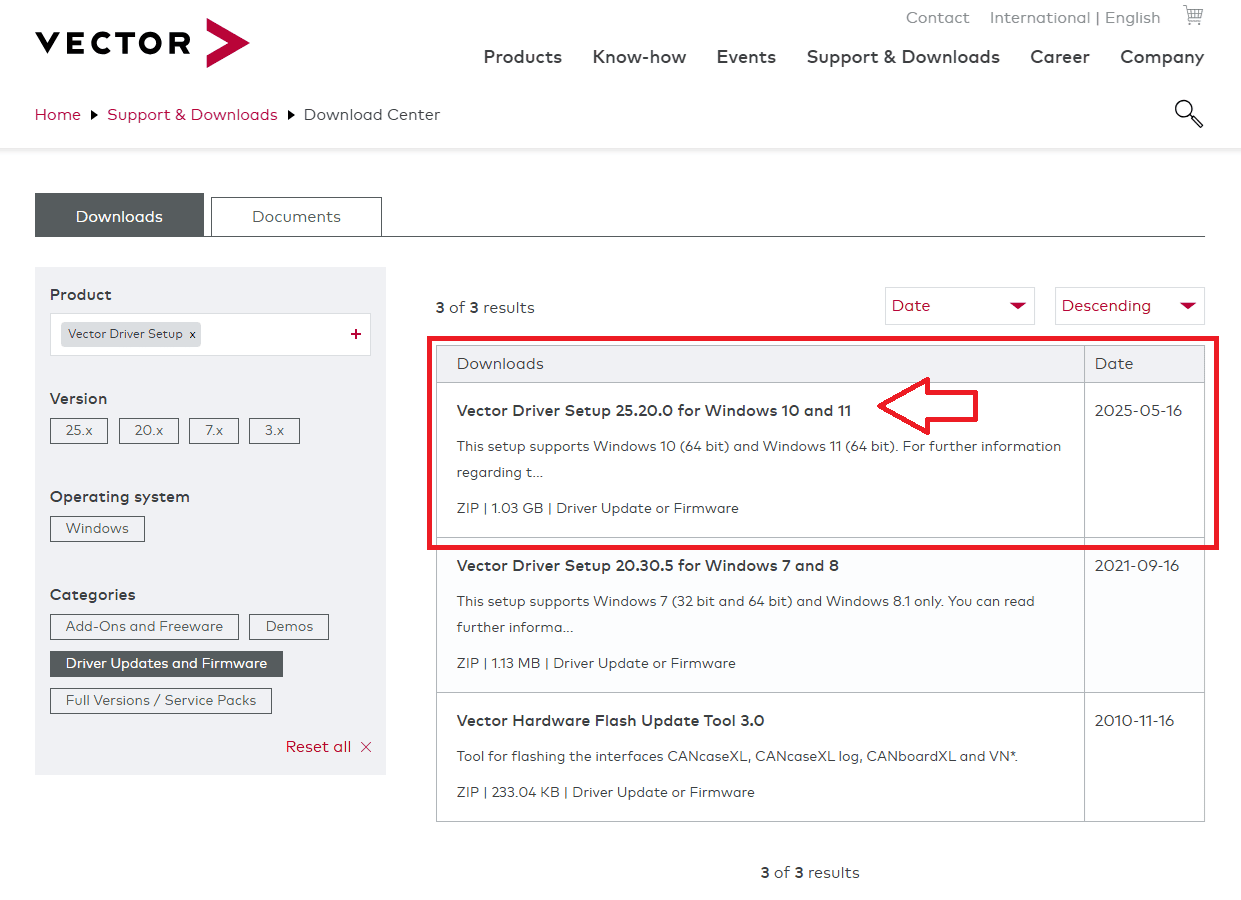 Contact International | English
VECTOR
Products Know-how Events Support & Downloads Career Company
Home Support & Downloads Download Center
Downloads Documents
Product
Vector Driver Setup x +
Version
25.x 20.x 7.x 3.x
Operating system
Windows
Categories
Add-Ons and Freeware Demos
Driver Updates and Firmware
Full Versions / Service Packs
Reset all
3 of 3 results Date Descending
Downloads Date
Vector Driver Setup 25.20.0 for Windows 10 and 11 2025-05-16
This setup supports Windows 10 (64 bit) and Windows 11 (64 bit). For further information
regarding t...
ZIP | 1.03 GB | Driver Update or Firmware
Vector Driver Setup 20.30.5 for Windows 7 and 8 2021-09-16
This setup supports Windows 7 (32 bit and 64 bit) and Windows 8.1 only. You can read
further informa...
ZIP | 1.13 MB | Driver Update or Firmware
Vector Hardware Flash Update Tool 3.0 2010-11-16
Tool for flashing the interfaces CANcaseXL, CANcaseXL log, CANboardXL and VN*.
ZIP | 233.04 KB | Driver Update or Firmware
3 of 3 results